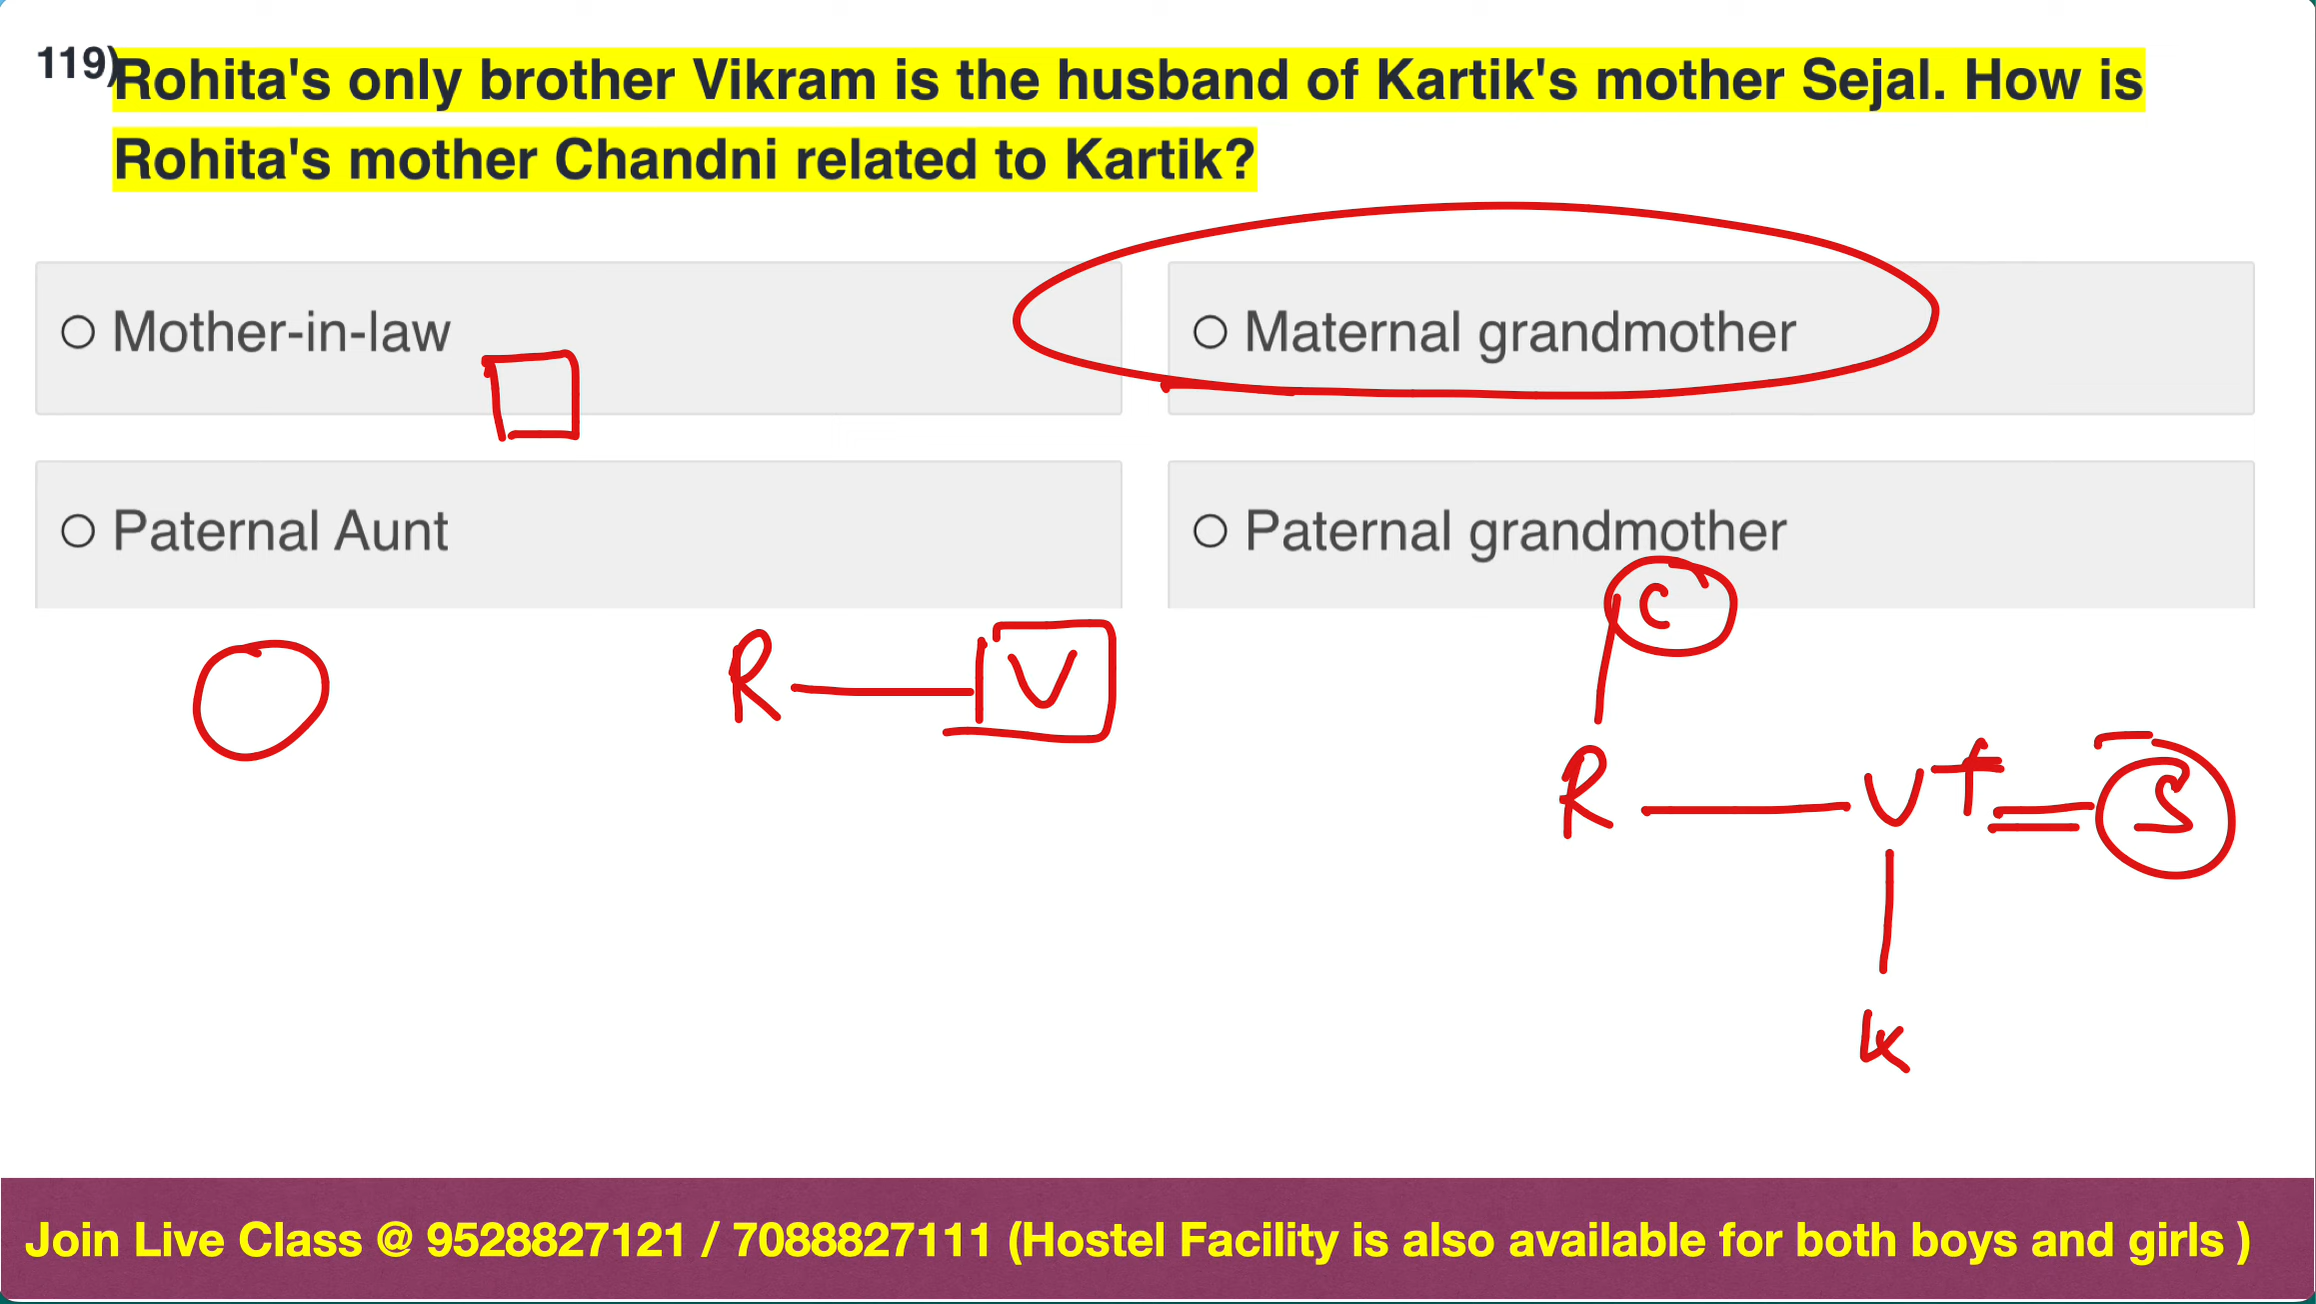 119) Rohita's only brother Vikram is the husband of Kartik's mother Sejal. How is
Rohita's mother Chandni related to Kartik?
Mother-in-law
Maternal grandmother
Paternal Aunt
Paternal grandmother
C
R V
R V+ S
K
Join Live Class @ 9528827121 / 7088827111 (Hostel Facility is also available for both boys and girls )